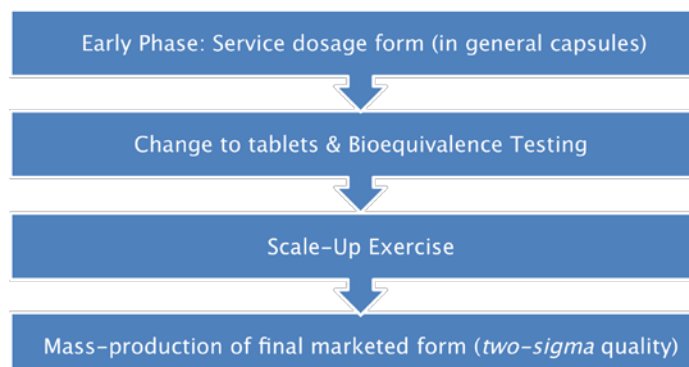 Early Phase: Service dosage form (in general capsules)
Change to tablets & Bioequivalence Testing
Scale-Up Exercise
Mass-production of final marketed form (two-sigma quality)